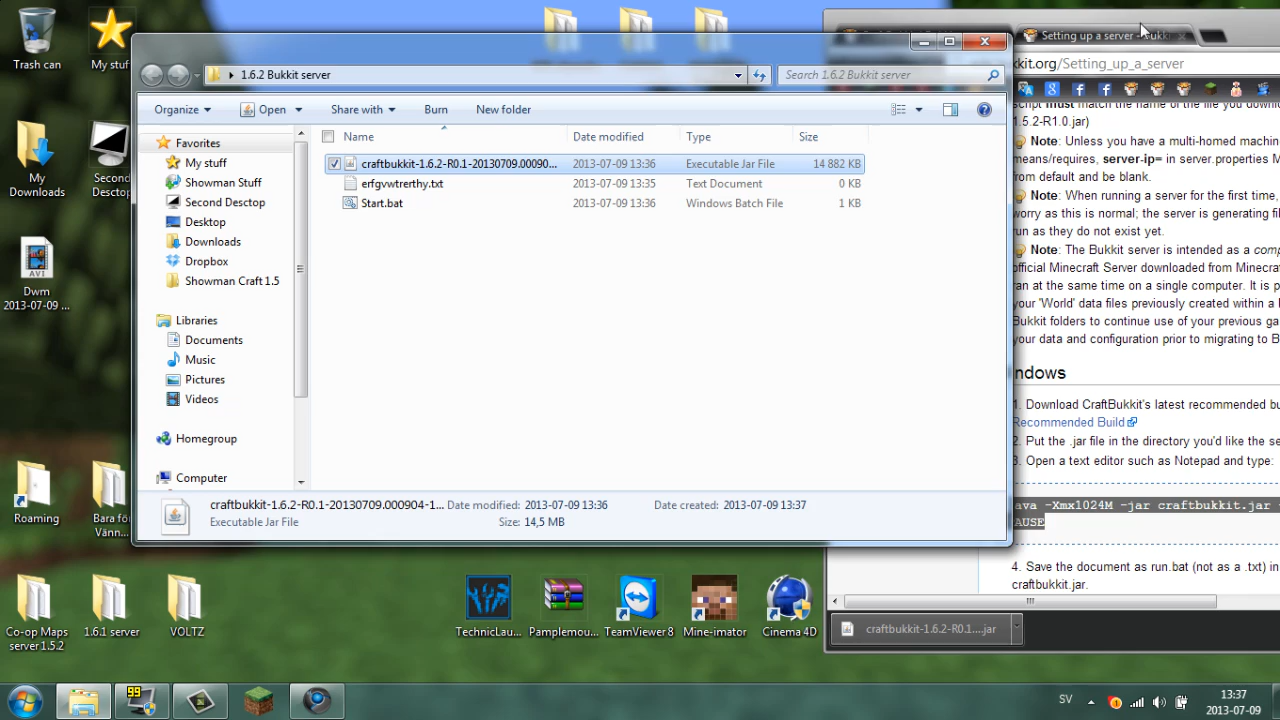 Trash can
My stuf
My Downloads
Second Desctop
Dwm
2013-07-09 ...
Roaming
Bara för Vänn...
Co-op Maps server 1.5.2
1.6.1 server
VOLTZ
TechnicLau...
Pamplemou...
TeamViewer 8
Mine-imator
Cinema 4D
1.6.2 Bukkit server
Search 1.6.2 Bukkit server
Organize
Open
Share with
Burn
New folder
Name
Date modified
Type
Size
craftbukkit-1.6.2-R0.1-20130709.00090...
2013-07-09 13:36
Executable Jar File
14 882 KB
erfgvwtrerthy.txt
2013-07-09 13:35
Text Document
0 KB
Start.bat
2013-07-09 13:36
Windows Batch File
1 KB
Favorites
My stuff
Showman Stuff
Second Desctop
Desktop
Downloads
Dropbox
Showman Craft 1.5
Libraries
Documents
Music
Pictures
Videos
Homegroup
Computer
craftbukkit-1.6.2-R0.1-20130709.000904-1...
Date modified: 2013-07-09 13:36
Date created: 2013-07-09 13:37
Executable Jar File
Size: 14,5 MB
Setting up a server - Bukki
kit.org/Setting_up_a_server
script must match the name of the file you downl
1.5.2-R1.0.jar)
Note: Unless you have a multi-homed machin
means/requires, server-ip= in server.properties M
from default and be blank.
Note: When running a server for the first time,
worry as this is normal; the server is generating fil
run as they do not exist yet.
Note: The Bukkit server is intended as a comp
official Minecraft Server downloaded from Minecra
ran at the same time on a single computer. It is p
your 'World' data files previously created within a
Bukkit folders to continue use of your previous ga
your data and configuration prior to migrating to B
ndows
1. Download CraftBukkit's latest recommended bu
Recommended Build
2. Put the .jar file in the directory you'd like the se
3. Open a text editor such as Notepad and type:
ava -Xmx1024M -jar craftbukkit.jar -
AUSE
4. Save the document as run.bat (not as a .txt) in
craftbukkit.jar.
craftbukkit-1.6.2-R0.1....jar
99
SV
13:37
2013-07-09